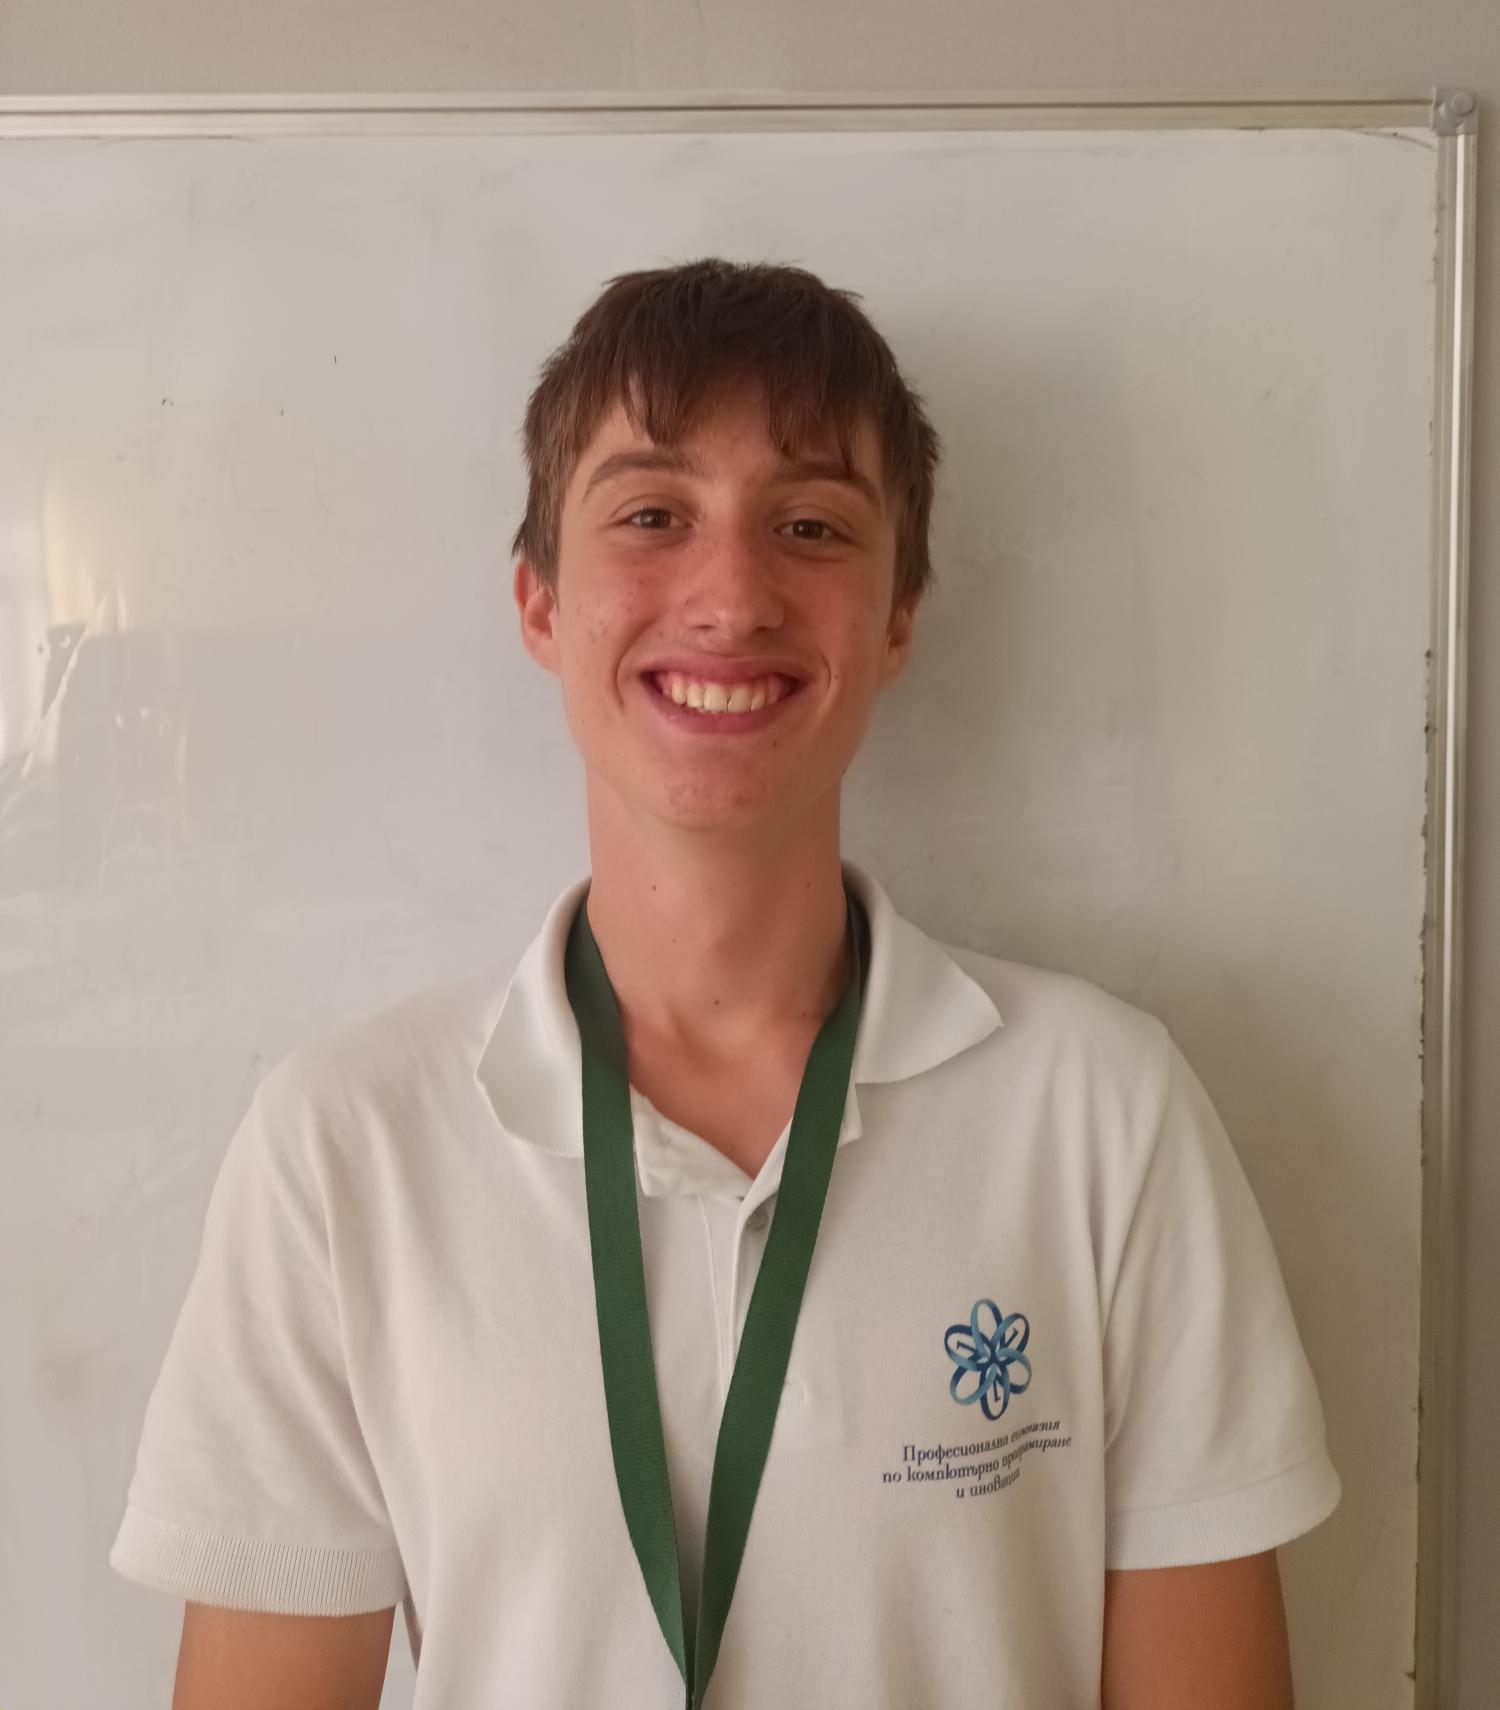 Професионална гимназия
по компютърно програмиране
и иновации